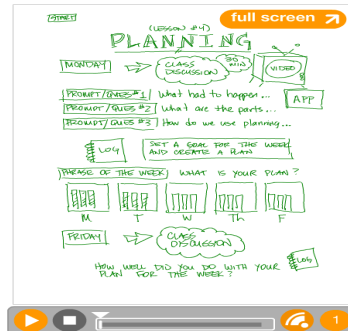 START
full screen
(LESSON #4)
PLANNING
MONDAY
CLASS DISCUSSION
30 MIN
VIDEO
PROMPT/QUES #1 What had to happen...
APP
PROMPT/QUES #2 What are the parts...
PROMPT/QUES #3 How do we use planning...
LOG
SET A GOAL FOR THE WEEK
AND CREATE A PLAN
PHRASE OF THE WEEK WHAT IS YOUR PLAN?
M T W Th F
FRIDAY
CLASS DISCUSSION
LOG
HOW WELL DID YOU DO WITH YOUR
PLAN FOR THE WEEK?
1